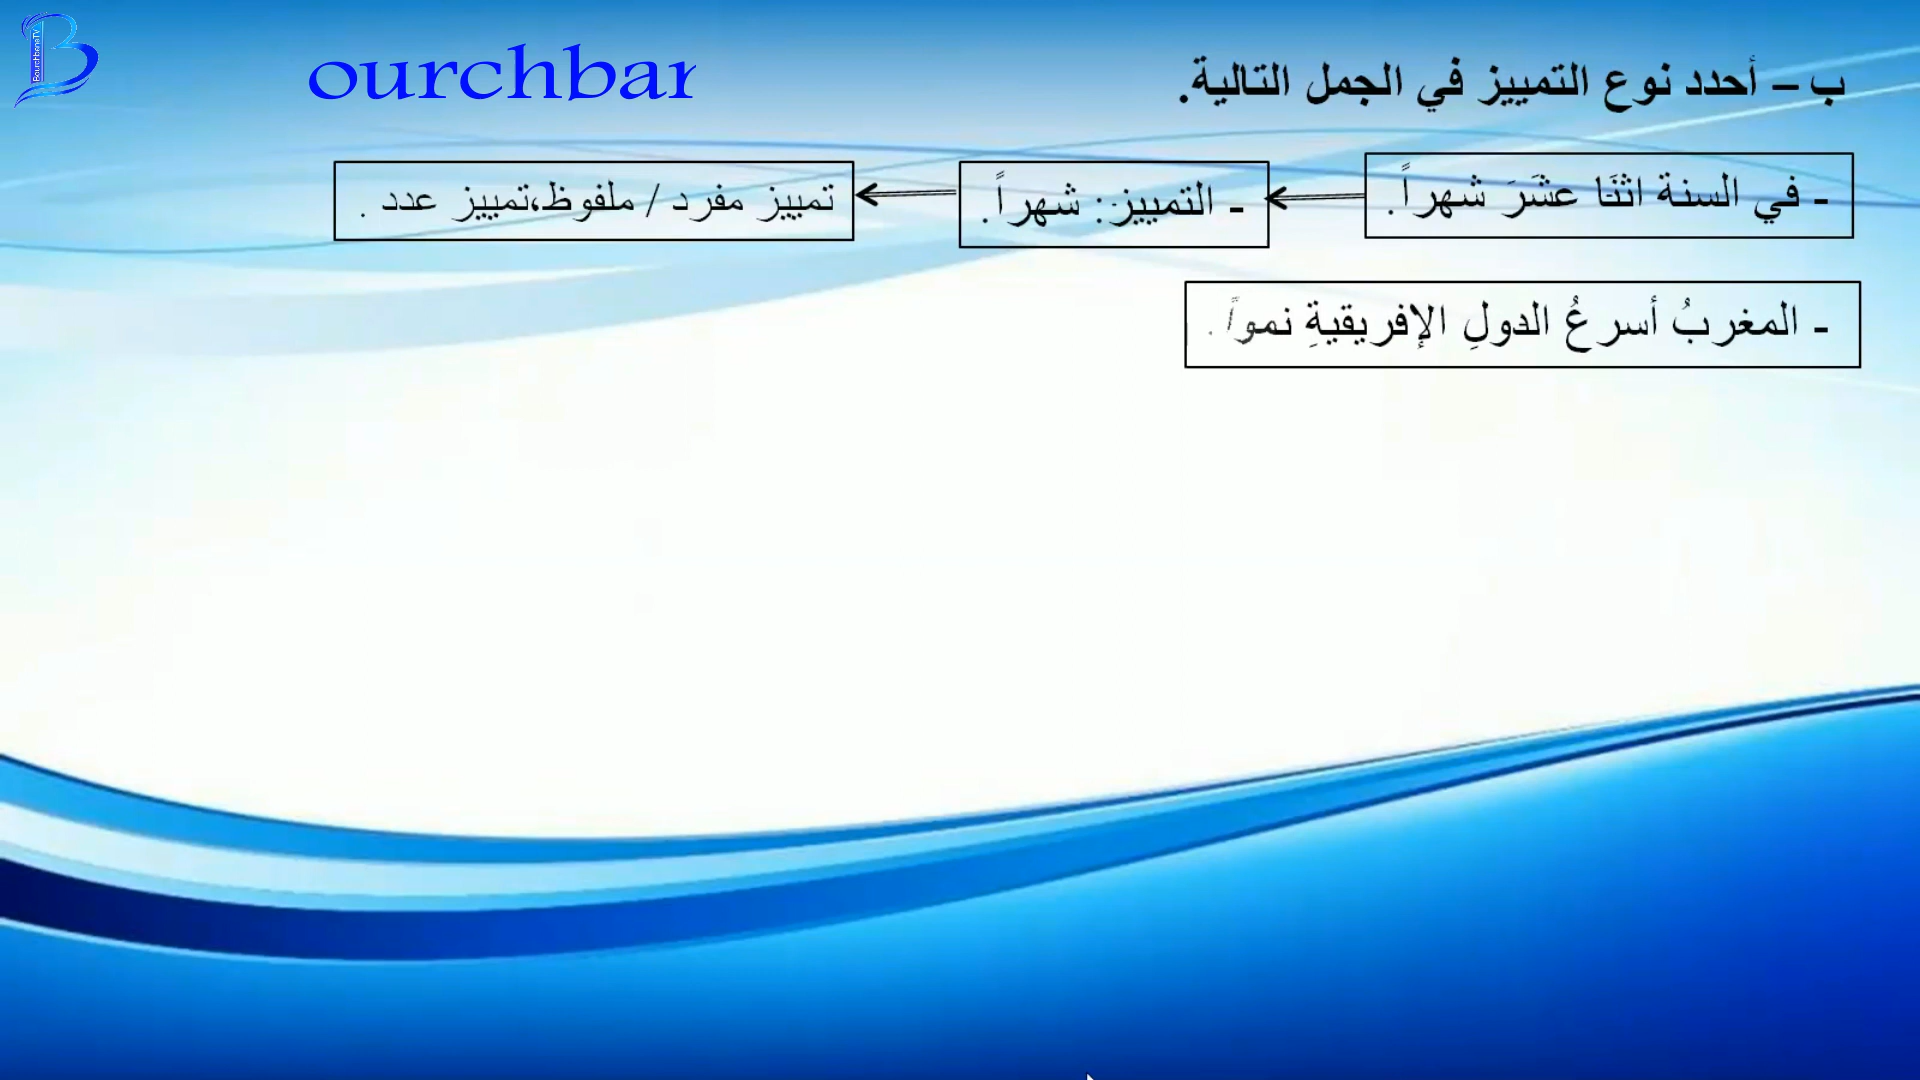 BourchbaneTV
ourchbar
ب – أحدد نوع التمييز في الجمل التالية.
- في السنة اثنَا عشَرَ شهراً.
- التمييز: شهراً.
تمييز مفرد / ملفوظ،تمييز عدد .
- المغربُ أسرعُ الدولِ الإفريقيةِ نمواً .